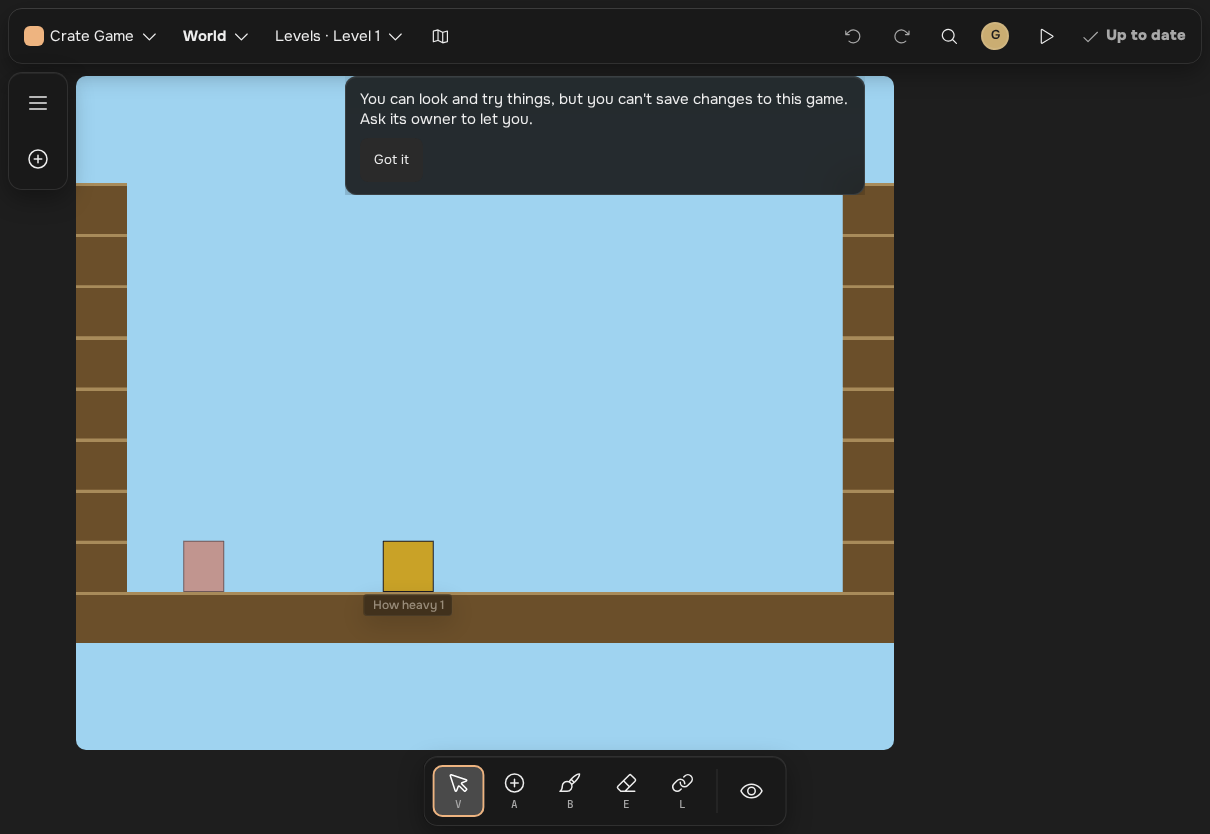 Crate Game
World
Levels · Level 1
G
Up to date
You can look and try things, but you can't save changes to this game.
Ask its owner to let you.
Got it
How heavy 1
V
A
B
E
L